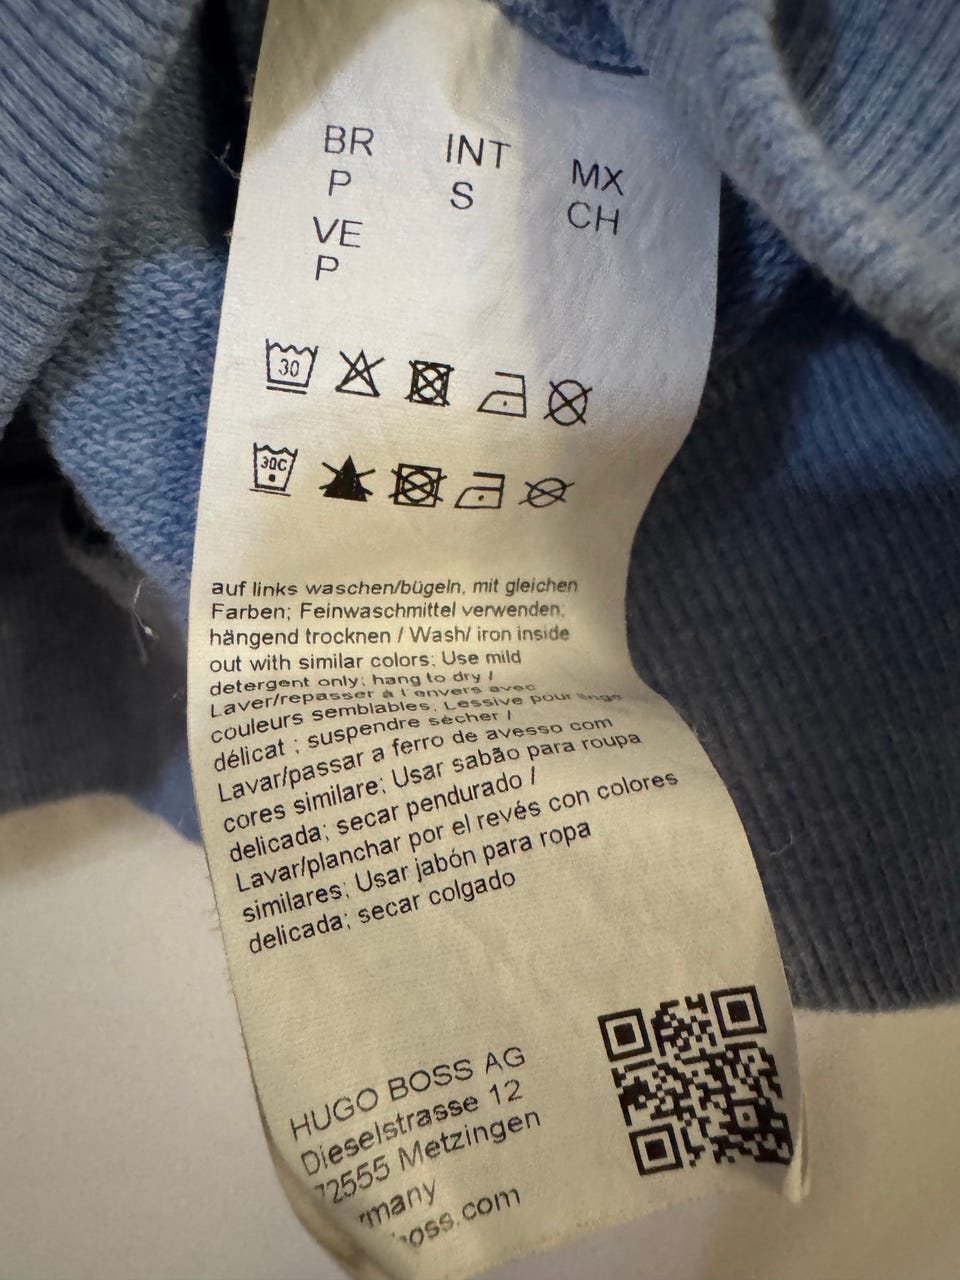 BR INT MX
P S CH
VE
P
30
30C
auf links waschen/bügeln, mit gleichen
Farben; Feinwaschmittel verwenden;
hängend trocknen / Wash/ iron inside
out with similar colors; Use mild
detergent only; hang to dry /
Laver/repasser à l'envers avec
couleurs semblables. Lessive pour linge
délicat ; suspendre sécher /
Lavar/passar a ferro de avesso com
cores similare; Usar sabão para roupa
delicada; secar pendurado /
Lavar/planchar por el revés con colores
similares; Usar jabón para ropa
delicada; secar colgado
HUGO BOSS AG
Dieselstrasse 12
72555 Metzingen